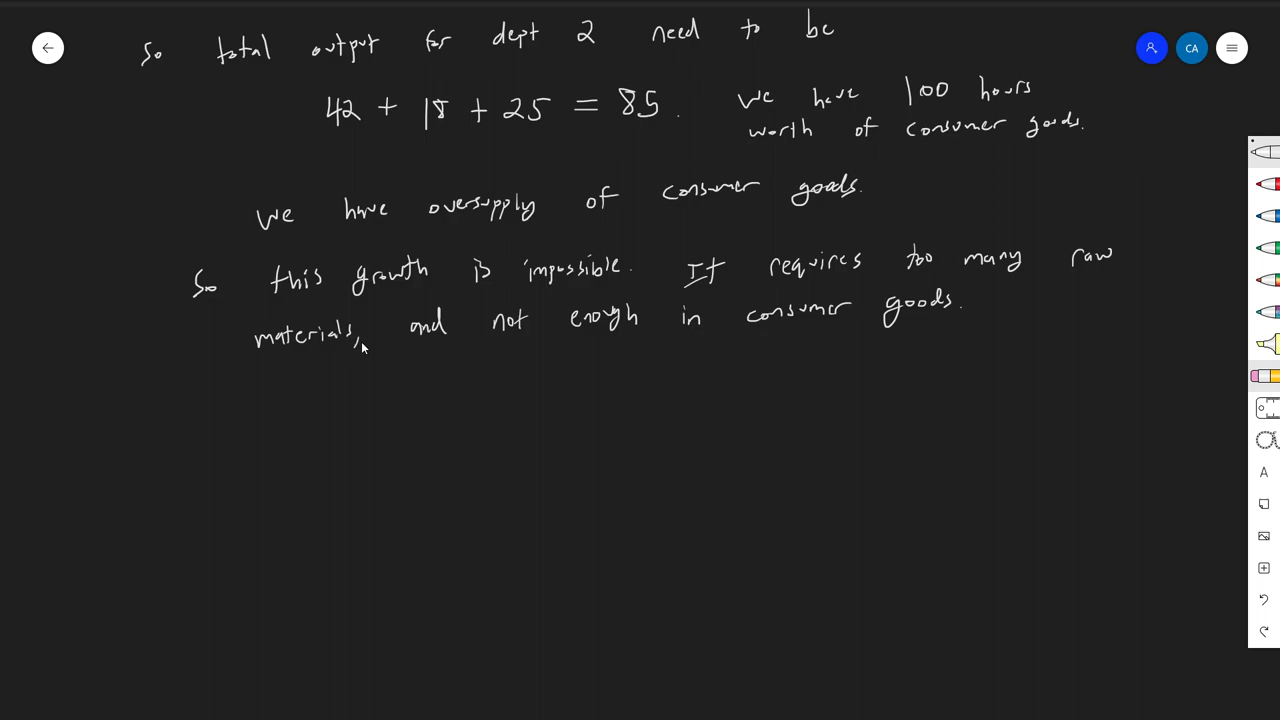 So total output for dept 2 need to be
42 + 18 + 25 = 85. We have 100 hours
worth of consumer goods.
We have oversupply of consumer goods.
So this growth is impossible. It requires too many raw
materials, and not enough in consumer goods.
CA
A